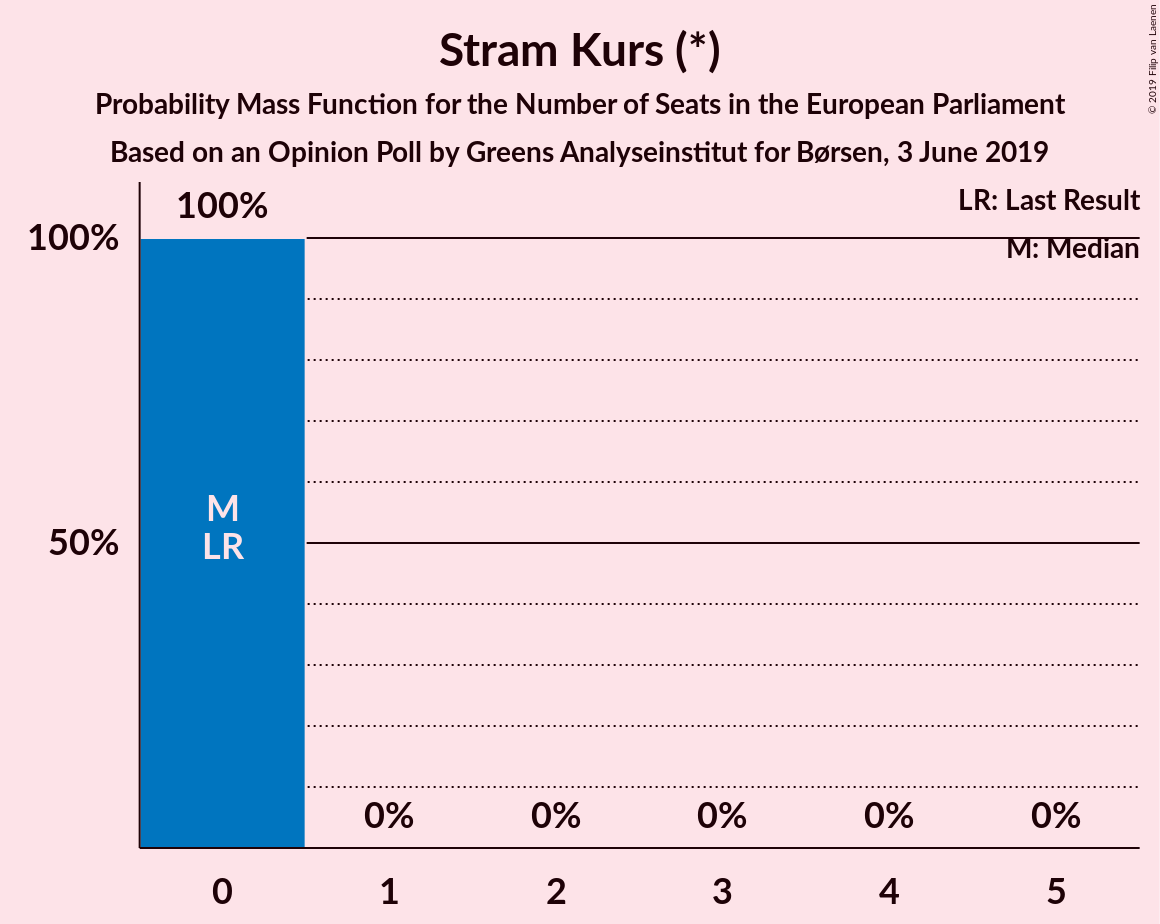 Stram Kurs (*)
Probability Mass Function for the Number of Seats in the European Parliament
Based on an Opinion Poll by Greens Analyseinstitut for Børsen, 3 June 2019
© 2019 Filip van Laenen
LR: Last Result
M: Median
100%
100%
50%
M
LR
0% 0% 0% 0% 0%
0 1 2 3 4 5